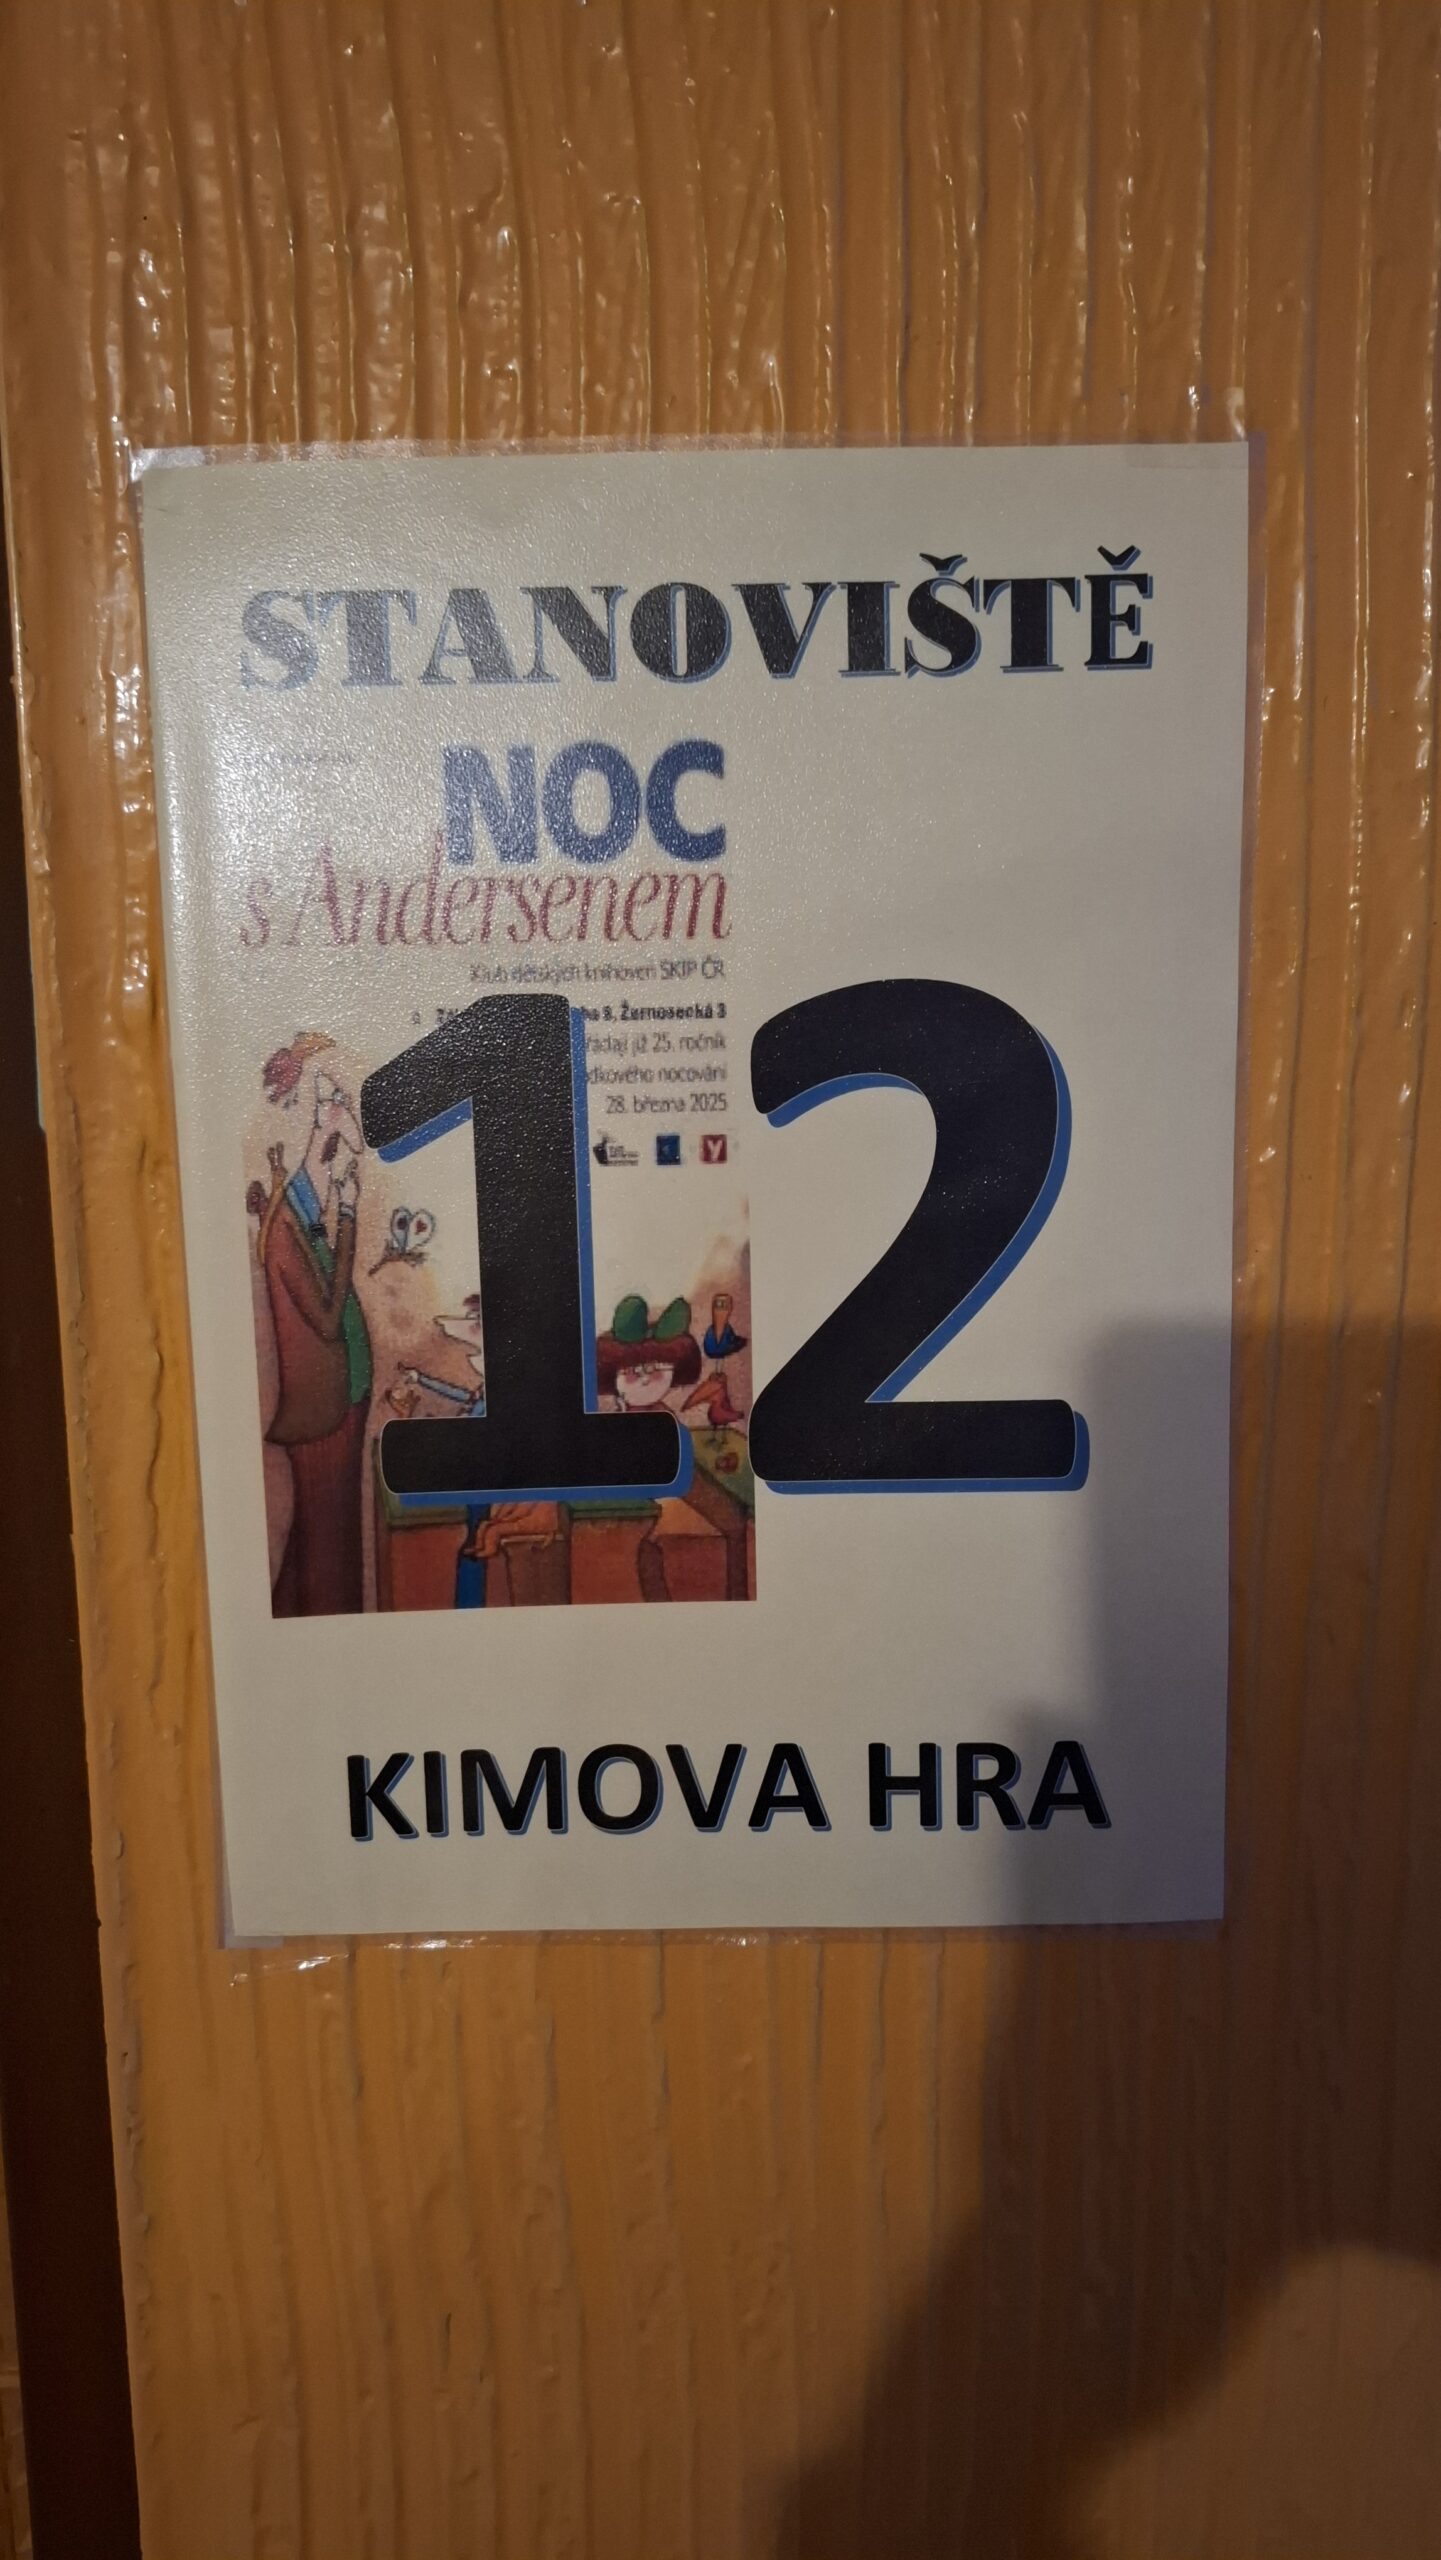 STANOVIŠTĚ
NOC
s Andersenem
Klub dětských knihoven SKIP ČR
Žernosecká 3
již 25. ročník
nocování
28. března 2025
12
KIMOVA HRA